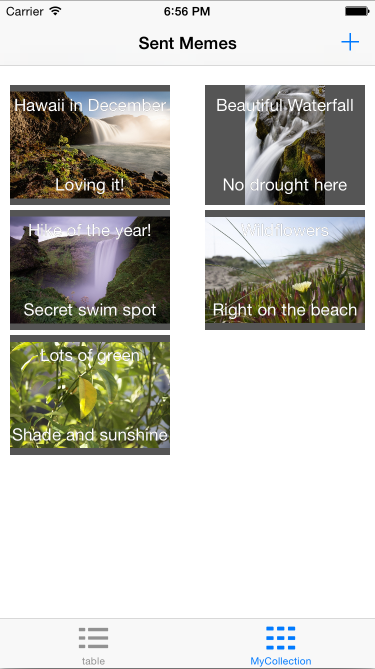 Carrier 6:56 PM
Sent Memes
Hawaii in December
Loving it!
Beautiful Waterfall
No drought here
Hike of the year!
Secret swim spot
Wildflowers
Right on the beach
Lots of green
Shade and sunshine
table
MyCollection